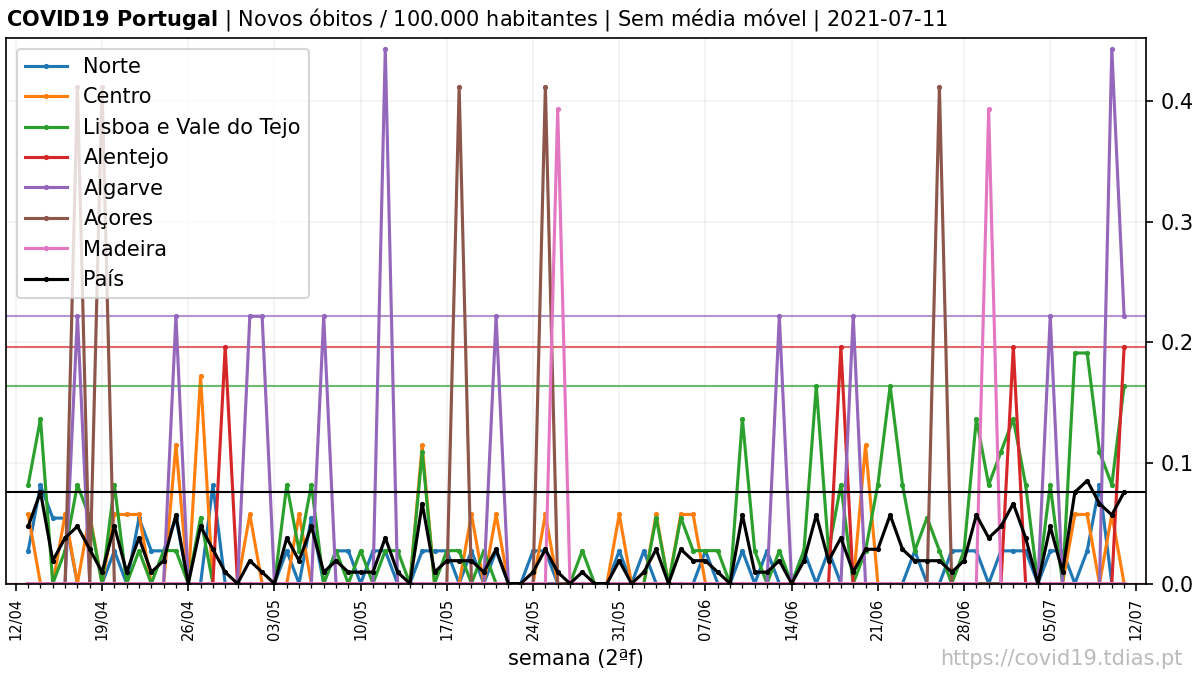 COVID19 Portugal | Novos óbitos / 100.000 habitantes | Sem média móvel | 2021-07-11
Norte
Centro
Lisboa e Vale do Tejo
Alentejo
Algarve
Açores
Madeira
País
0.4
0.3
0.2
0.1
0.0
12/04
19/04
26/04
03/05
10/05
17/05
24/05
31/05
07/06
14/06
21/06
28/06
05/07
12/07
semana (2ªf)
https://covid19.tdias.pt